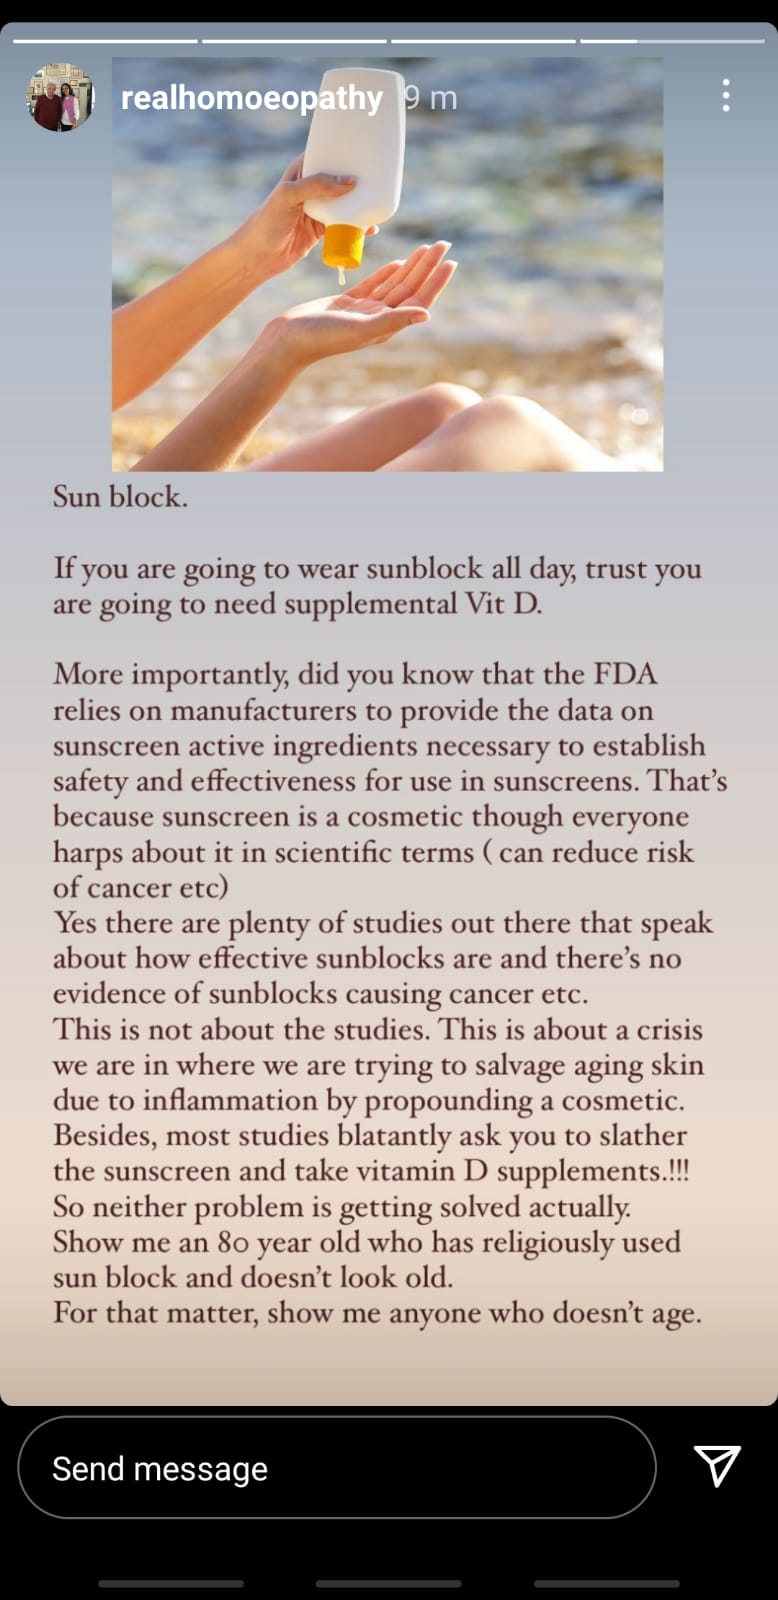 realhomoeopathy 9 m
Sun block.
If you are going to wear sunblock all day, trust you
are going to need supplemental Vit D.
More importantly, did you know that the FDA
relies on manufacturers to provide the data on
sunscreen active ingredients necessary to establish
safety and effectiveness for use in sunscreens. That's
because sunscreen is a cosmetic though everyone
harps about it in scientific terms ( can reduce risk
of cancer etc)
Yes there are plenty of studies out there that speak
about how effective sunblocks are and there's no
evidence of sunblocks causing cancer etc.
This is not about the studies. This is about a crisis
we are in where we are trying to salvage aging skin
due to inflammation by propounding a cosmetic.
Besides, most studies blatantly ask you to slather
the sunscreen and take vitamin D supplements.!!!
So neither problem is getting solved actually.
Show me an 80 year old who has religiously used
sun block and doesn't look old.
For that matter, show me anyone who doesn't age.
Send message